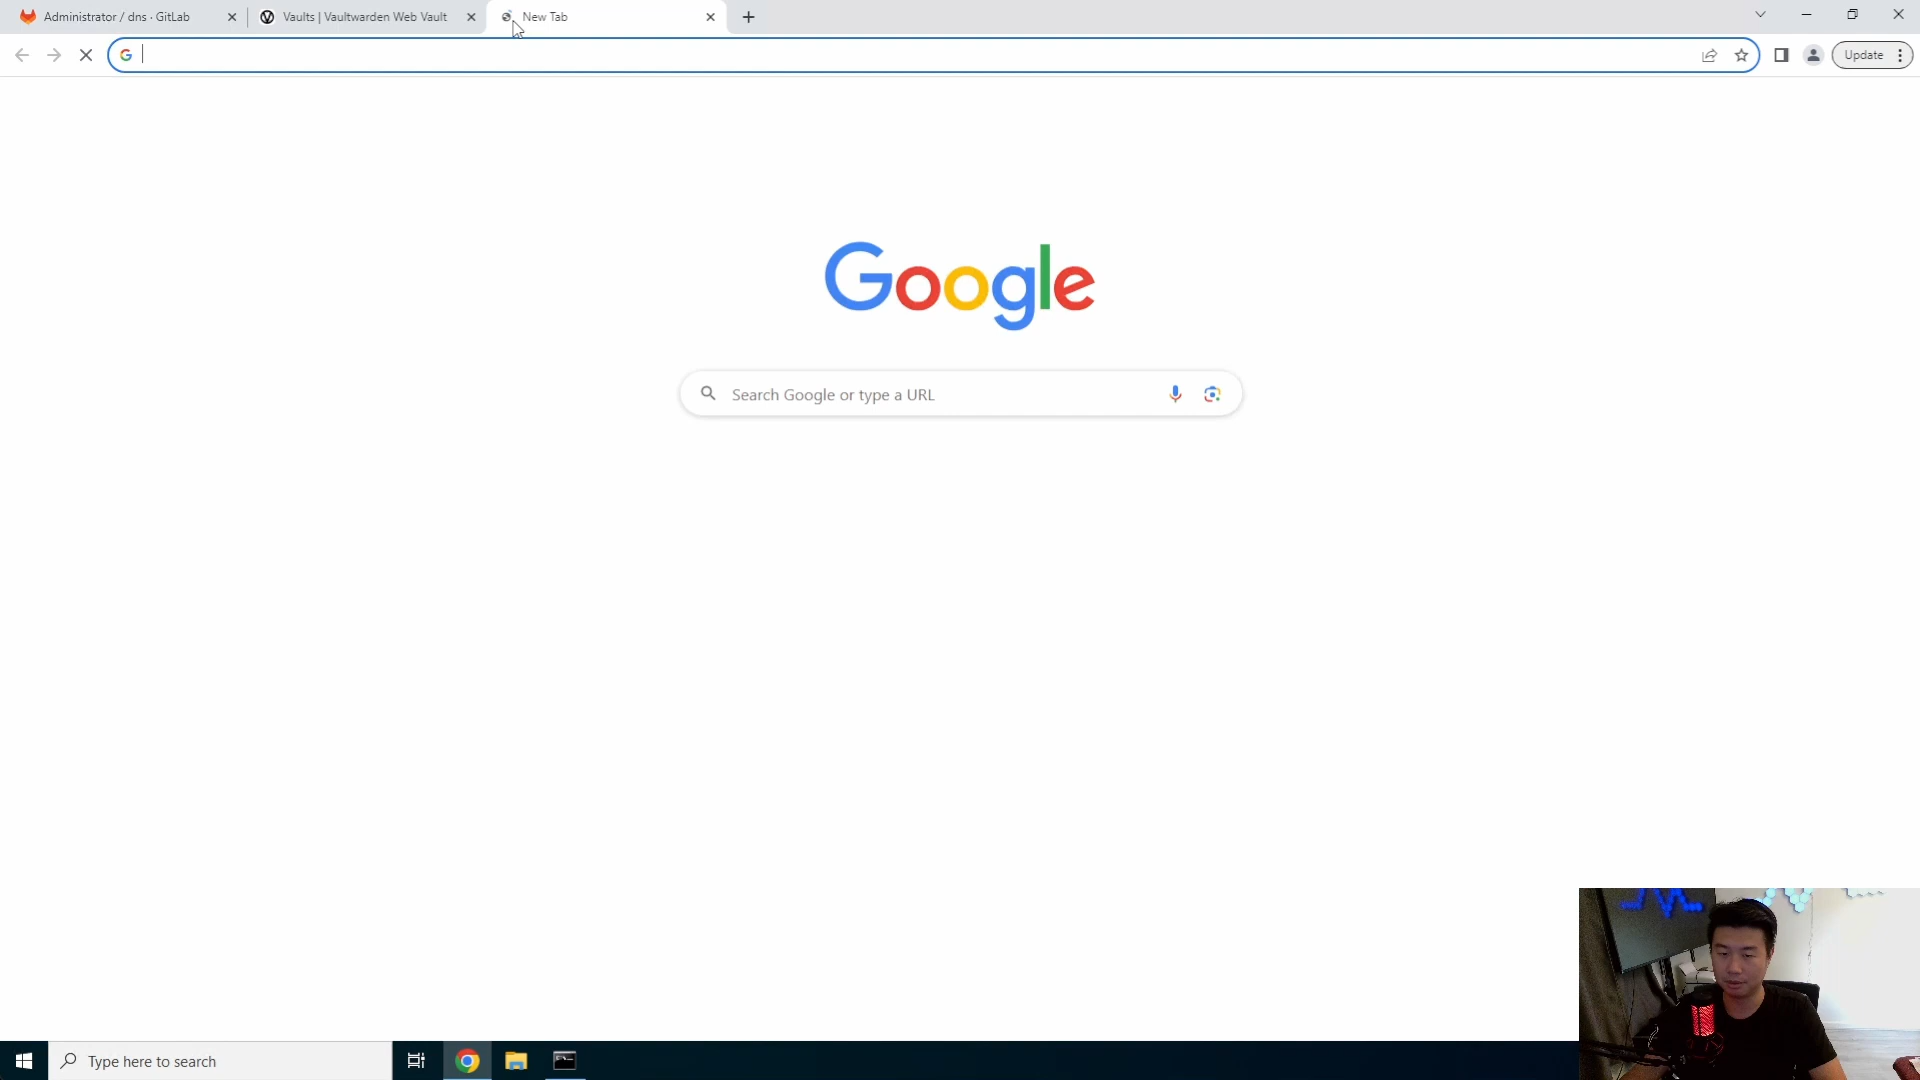 Administrator / dns · GitLab
Vaults | Vaultwarden Web Vault
New Tab
Update
Google
Search Google or type a URL
Type here to search